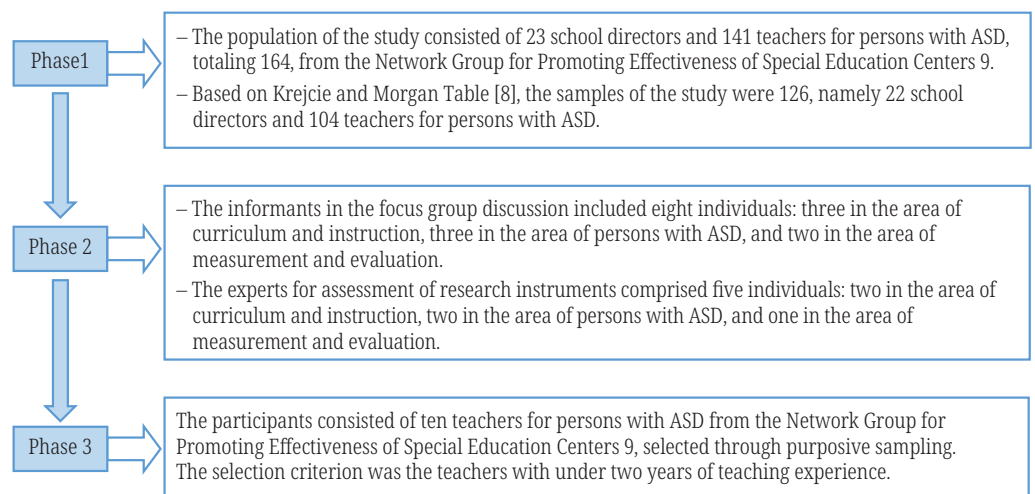 Phase1
– The population of the study consisted of 23 school directors and 141 teachers for persons with ASD,
totaling 164, from the Network Group for Promoting Effectiveness of Special Education Centers 9.
– Based on Krejcie and Morgan Table [8], the samples of the study were 126, namely 22 school
directors and 104 teachers for persons with ASD.
Phase 2
– The informants in the focus group discussion included eight individuals: three in the area of
curriculum and instruction, three in the area of persons with ASD, and two in the area of
measurement and evaluation.
– The experts for assessment of research instruments comprised five individuals: two in the area of
curriculum and instruction, two in the area of persons with ASD, and one in the area of
measurement and evaluation.
Phase 3
The participants consisted of ten teachers for persons with ASD from the Network Group for
Promoting Effectiveness of Special Education Centers 9, selected through purposive sampling.
The selection criterion was the teachers with under two years of teaching experience.